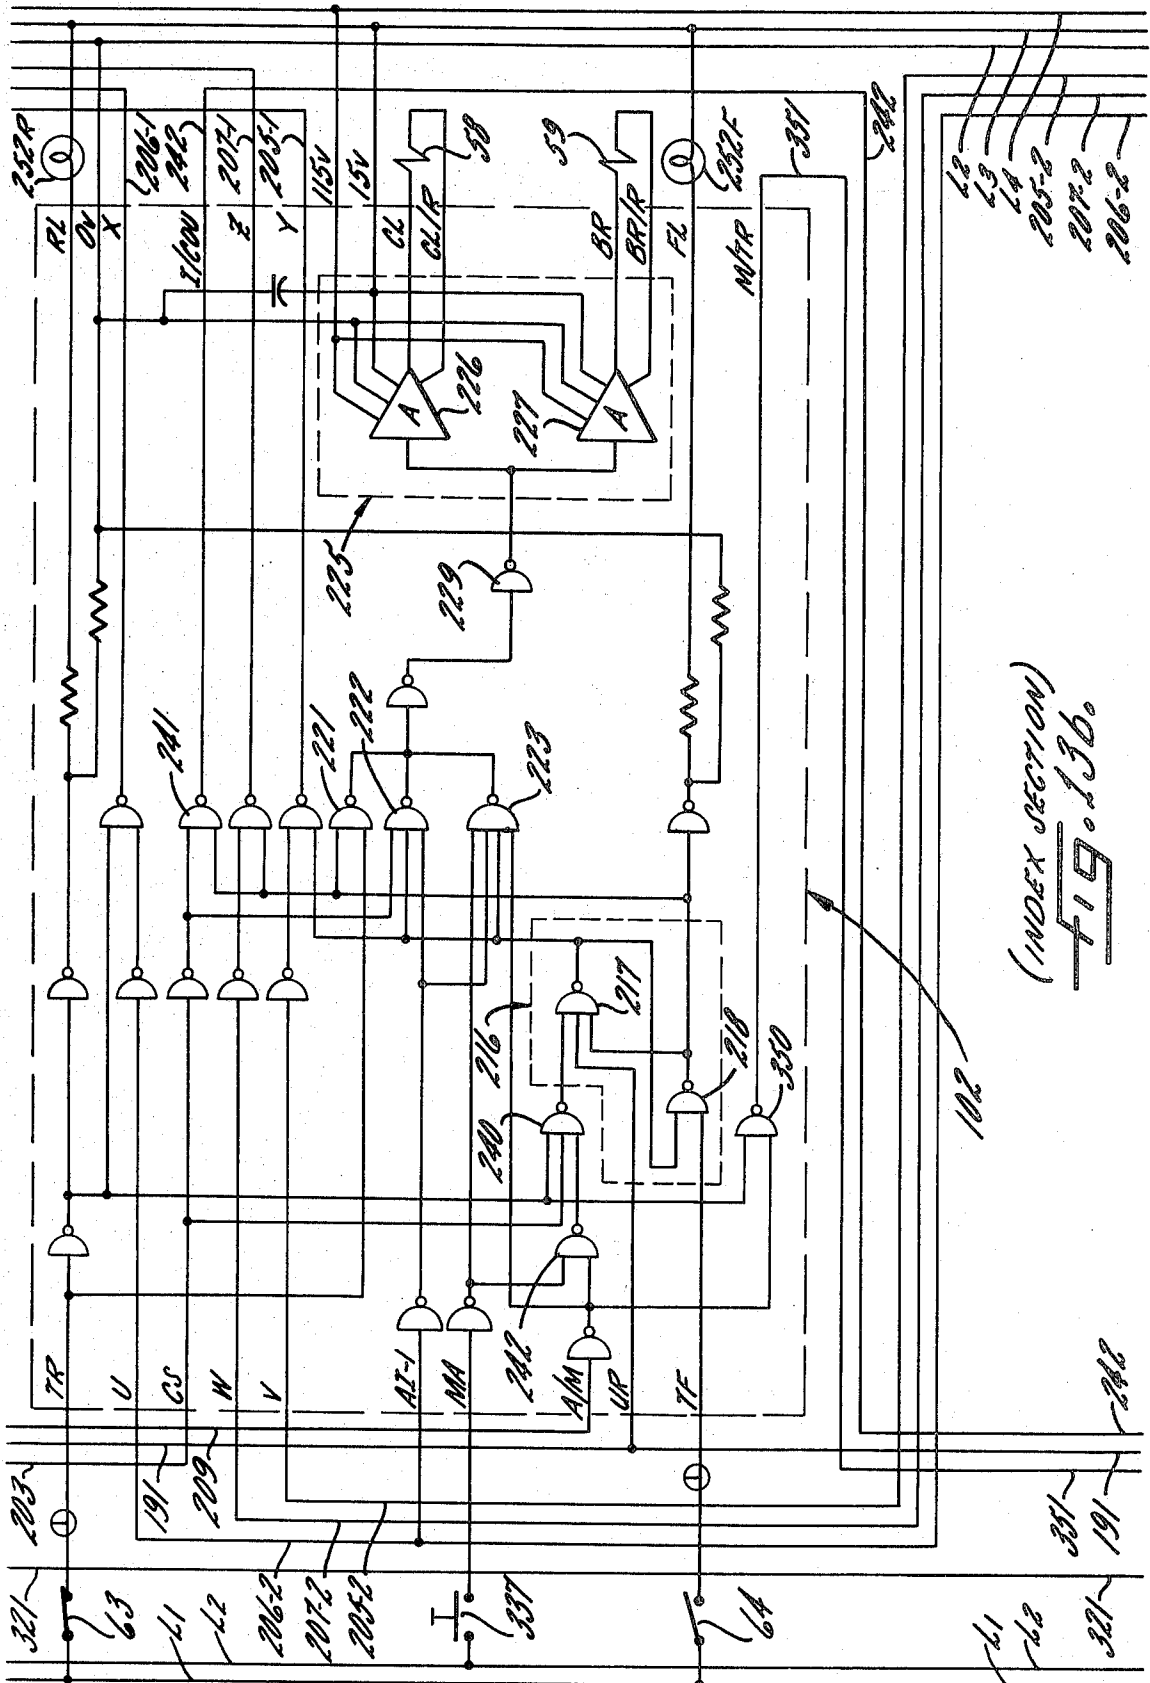 252R
RL
0V
X
206-1
242
I/COU
207-1
Z
205-1
Y
115V
15V
CL
58
CL/R
59
BR
BR/R
FL
252F
M/TR
351
242
L2
L3
L4
205-2
207-2
206-2
A
226
A
227
225
229
241
221
222
223
216
217
240
218
350
102
242
TR
U
CS
W
V
AI-1
MA
A/M
UR
TF
203
191
209
T
T
321
63
L1
L2
206-2
207-2
205-2
337
64
242
351
191
L1
L2
321
(INDEX SECTION)
Fig. 13b.